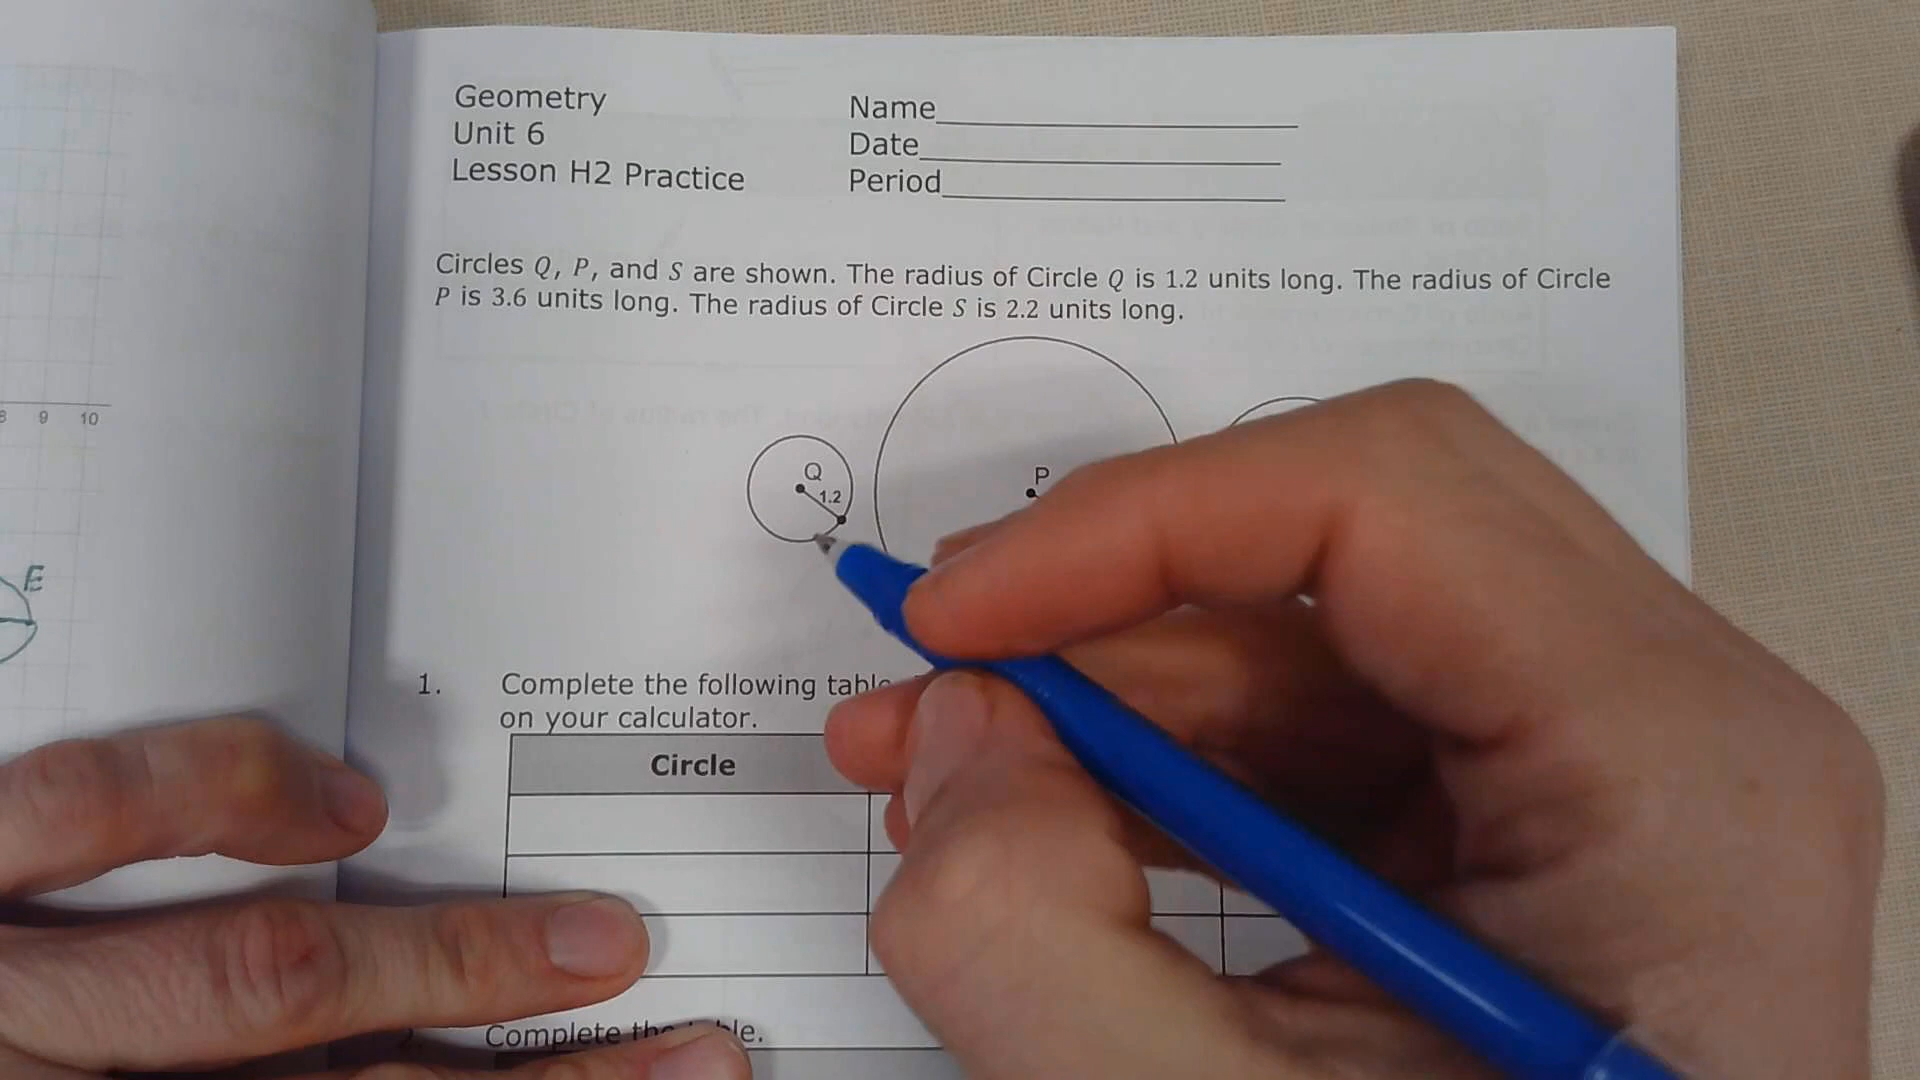 Geometry
Unit 6
Lesson H2 Practice
Name
Date
Period
Circles Q, P, and S are shown. The radius of Circle Q is 1.2 units long. The radius of Circle
P is 3.6 units long. The radius of Circle S is 2.2 units long.
Q
1.2
P
9 10
E
1. Complete the following
on your calculator.
Circle
Complete